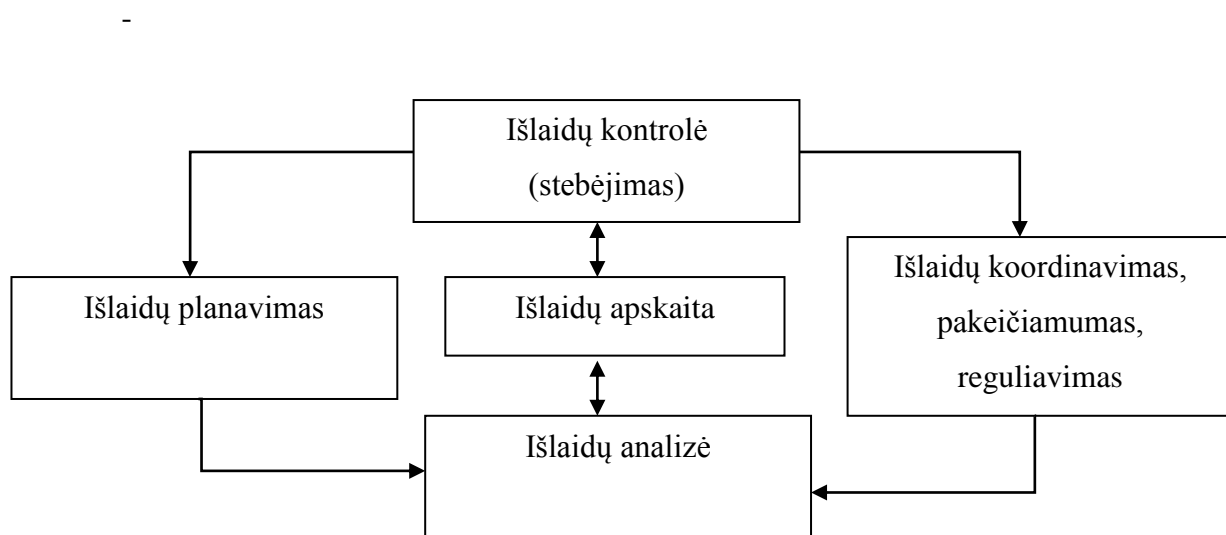 -
Išlaidų kontrolė
(stebėjimas)
Išlaidų planavimas
Išlaidų apskaita
Išlaidų koordinavimas,
pakeičiamumas,
reguliavimas
Išlaidų analizė